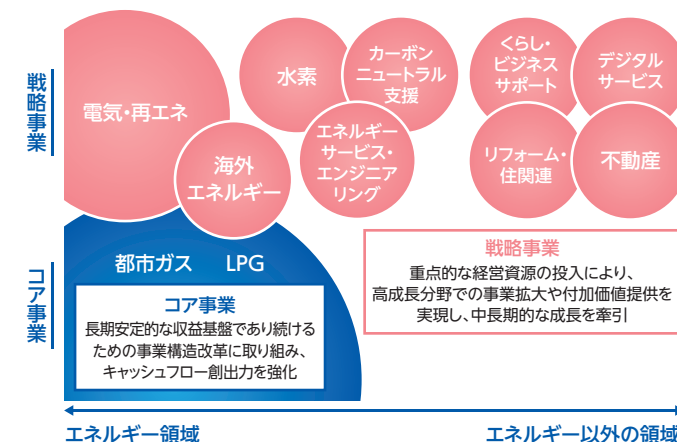 戦略事業
電気・再エネ
海外
エネルギー
水素
カーボン
ニュートラル
支援
エネルギー
サービス・
エンジニア
リング
くらし・
ビジネス
サポート
デジタル
サービス
リフォーム・
住関連
不動産
コア事業
都市ガス LPG
コア事業
長期安定的な収益基盤であり続ける
ための事業構造改革に取り組み、
キャッシュフロー創出力を強化
戦略事業
重点的な経営資源の投入により、
高成長分野での事業拡大や付加価値提供を
実現し、中長期的な成長を牽引
エネルギー領域
エネルギー以外の領域